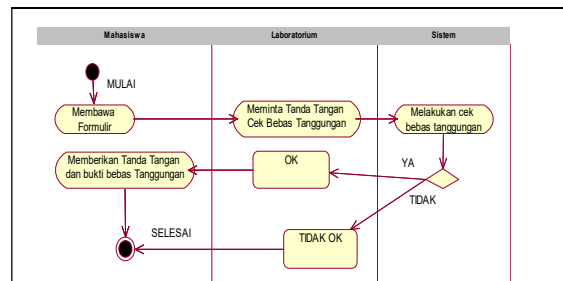 Mahasiswa
Laboratorium
Sistem
MULAI
Membawa
Formulir
Meminta Tanda Tangan
Cek Bebas Tanggungan
Melakukan cek
bebas tanggungan
Memberikan Tanda Tangan
dan bukti bebas Tanggungan
OK
YA
TIDAK
SELESAI
TIDAK OK